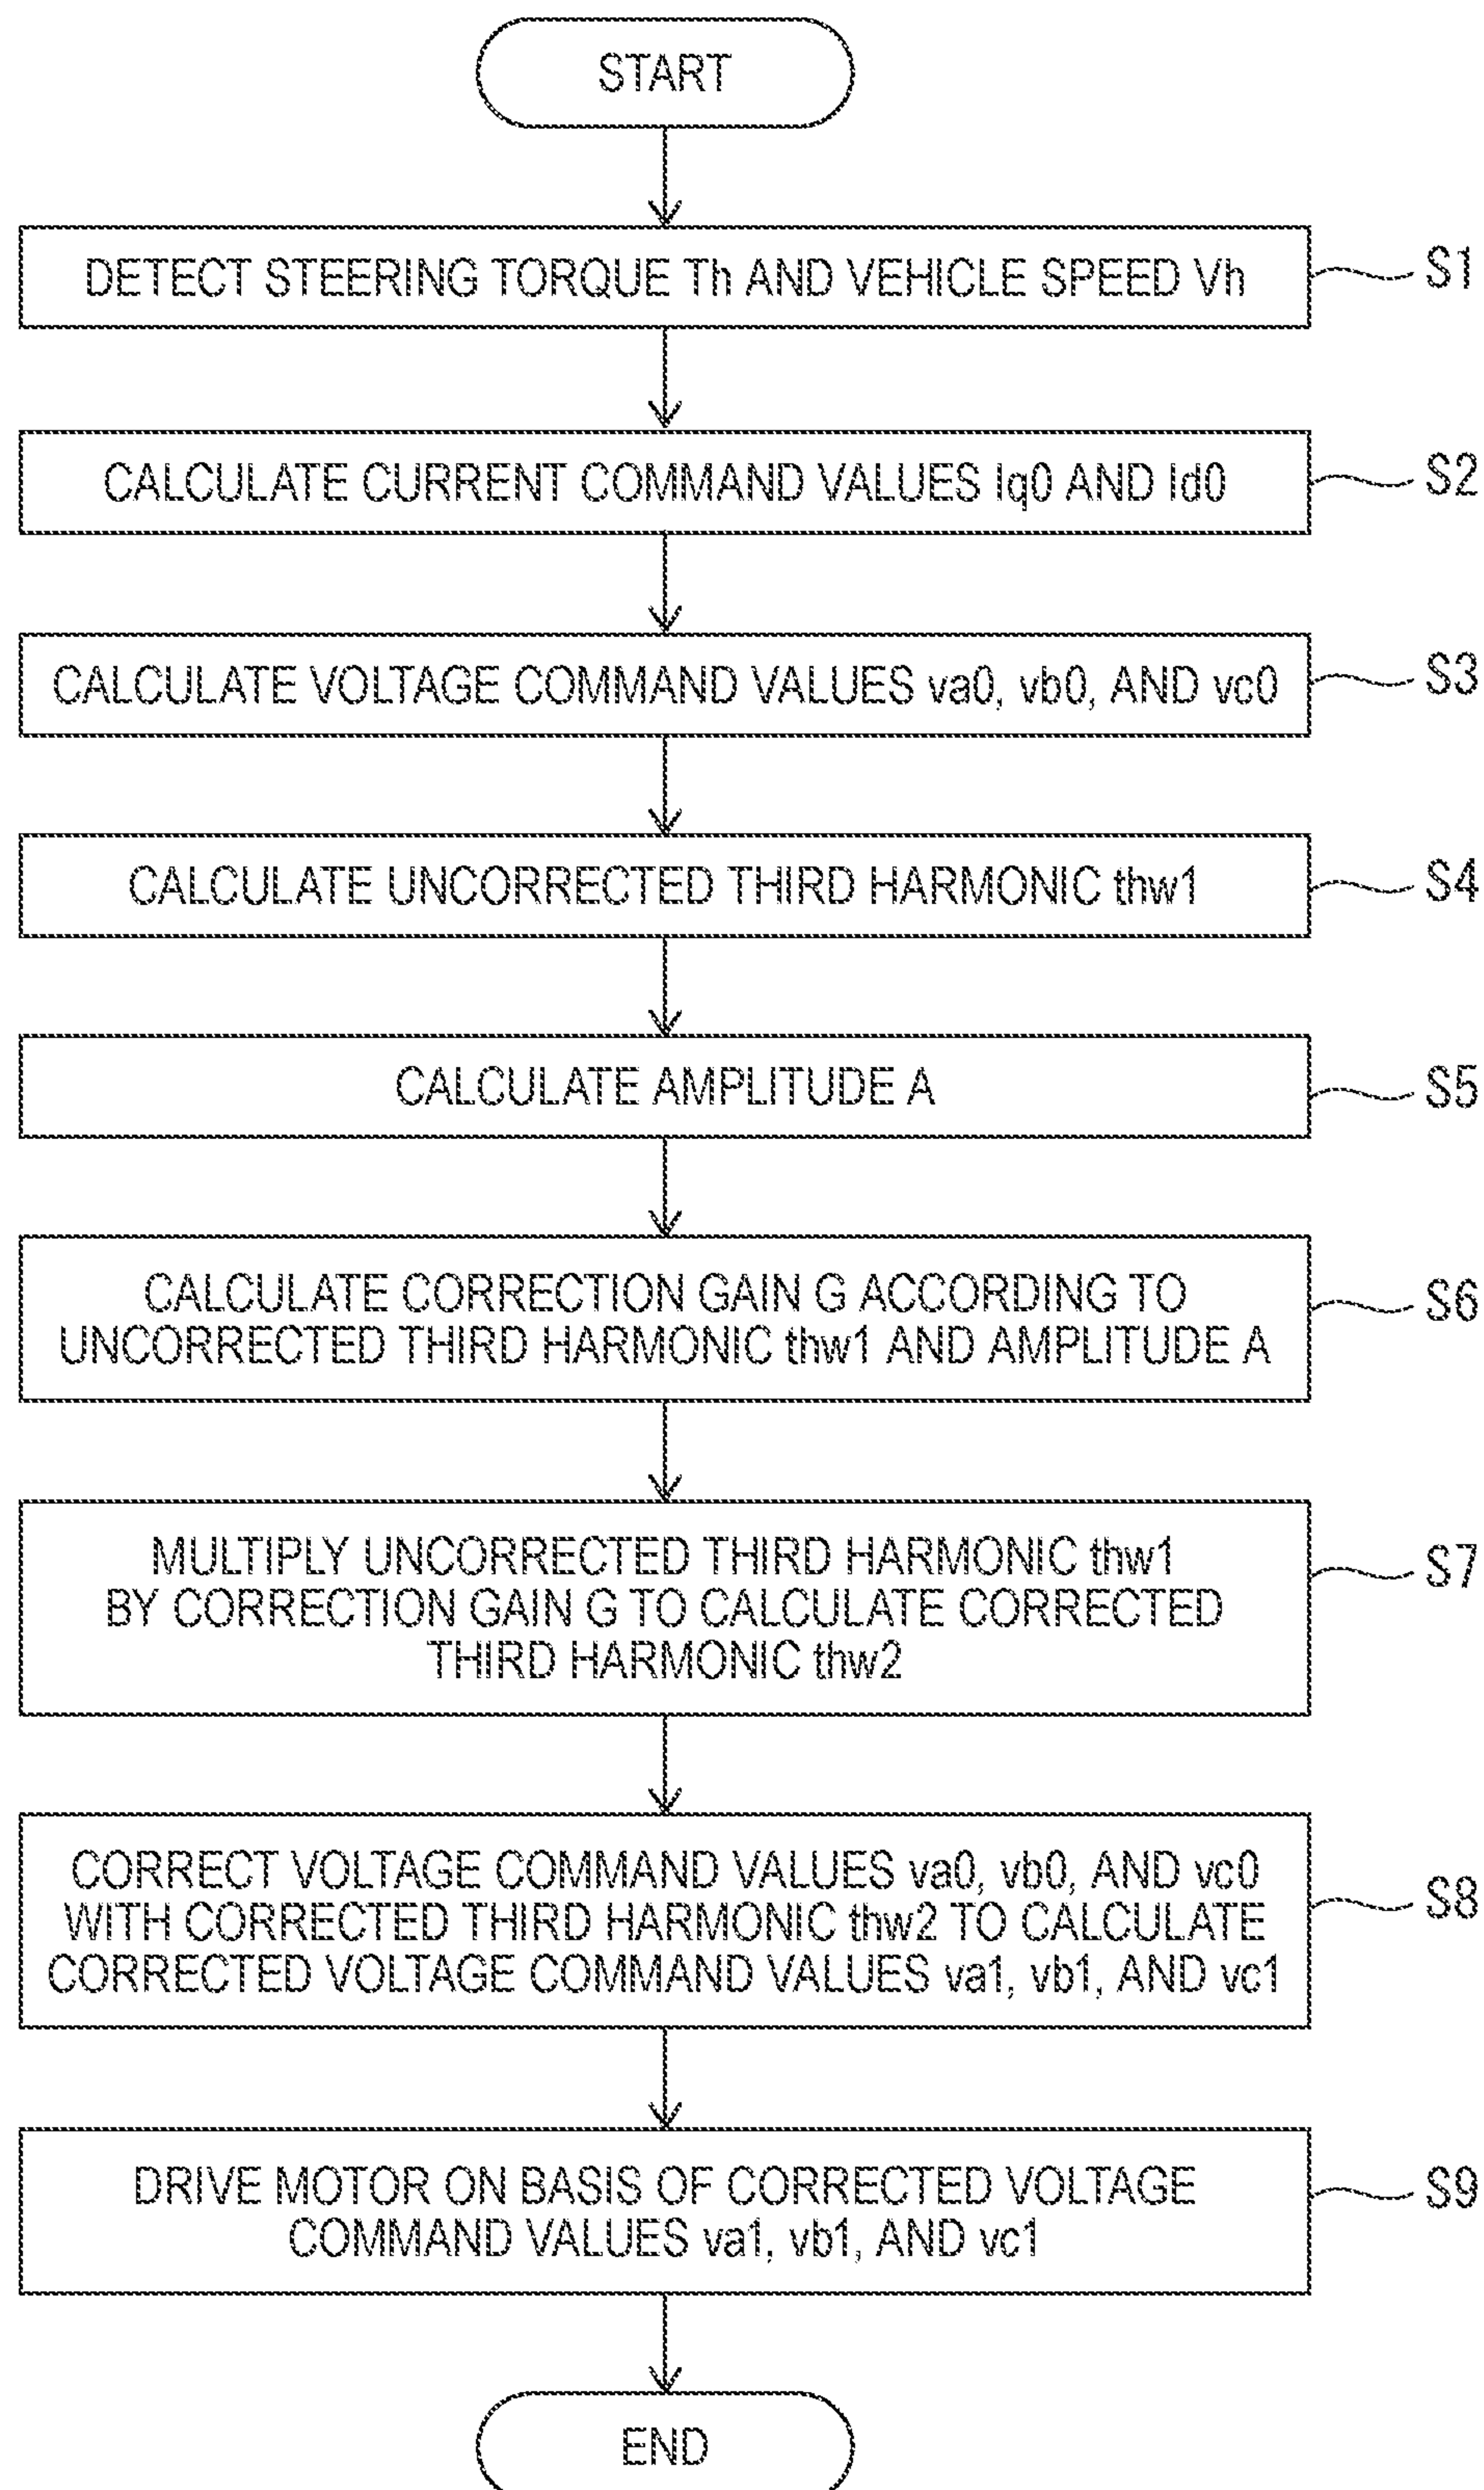 START
DETECT STEERING TORQUE Th AND VEHICLE SPEED Vh
S1
CALCULATE CURRENT COMMAND VALUES Iq0 AND Id0
S2
CALCULATE VOLTAGE COMMAND VALUES va0, vb0, AND vc0
S3
CALCULATE UNCORRECTED THIRD HARMONIC thw1
S4
CALCULATE AMPLITUDE A
S5
CALCULATE CORRECTION GAIN G ACCORDING TO
UNCORRECTED THIRD HARMONIC thw1 AND AMPLITUDE A
S6
MULTIPLY UNCORRECTED THIRD HARMONIC thw1
BY CORRECTION GAIN G TO CALCULATE CORRECTED
THIRD HARMONIC thw2
S7
CORRECT VOLTAGE COMMAND VALUES va0, vb0, AND vc0
WITH CORRECTED THIRD HARMONIC thw2 TO CALCULATE
CORRECTED VOLTAGE COMMAND VALUES va1, vb1, AND vc1
S8
DRIVE MOTOR ON BASIS OF CORRECTED VOLTAGE
COMMAND VALUES va1, vb1, AND vc1
S9
END